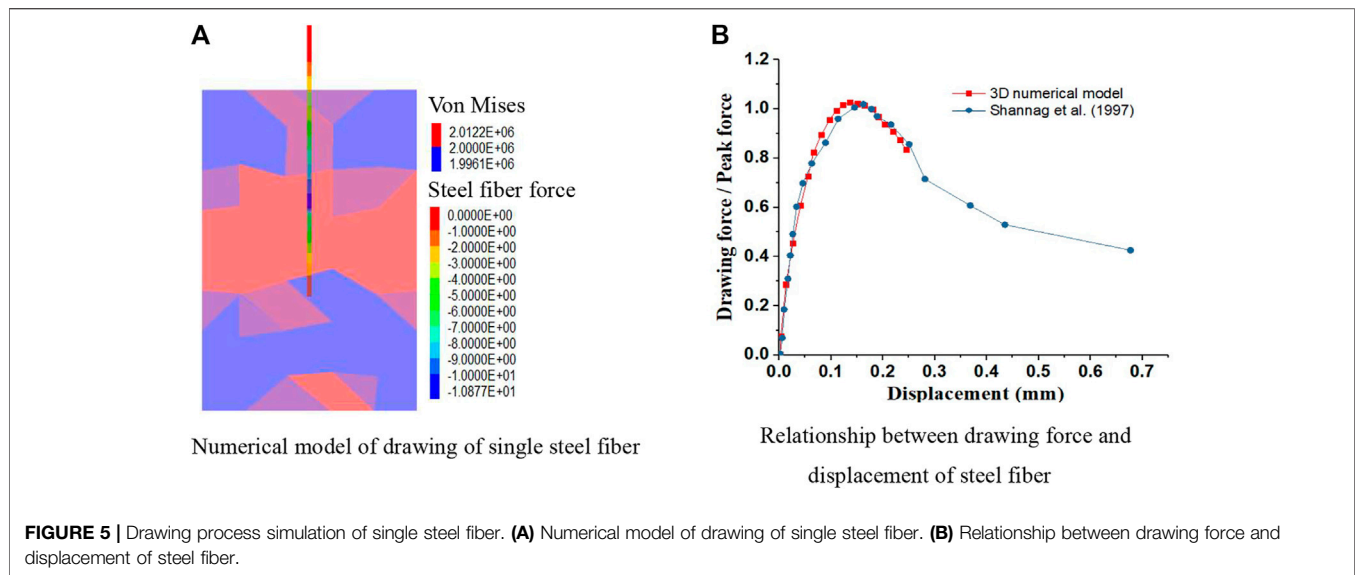 A
Von Mises
2.0122E+06
2.0000E+06
1.9961E+06
Steel fiber force
0.0000E+00
-1.0000E+00
-2.0000E+00
-3.0000E+00
-4.0000E+00
-5.0000E+00
-6.0000E+00
-7.0000E+00
-8.0000E+00
-9.0000E+00
-1.0000E+01
-1.0877E+01
Numerical model of drawing of single steel fiber
B
1.2
1.0
0.8
0.6
0.4
0.2
0.0
Drawing force / Peak force
3D numerical model
Shannag et al. (1997)
0.0 0.1 0.2 0.3 0.4 0.5 0.6 0.7
Displacement (mm)
Relationship between drawing force and
displacement of steel fiber
FIGURE 5 | Drawing process simulation of single steel fiber. (A) Numerical model of drawing of single steel fiber. (B) Relationship between drawing force and
displacement of steel fiber.